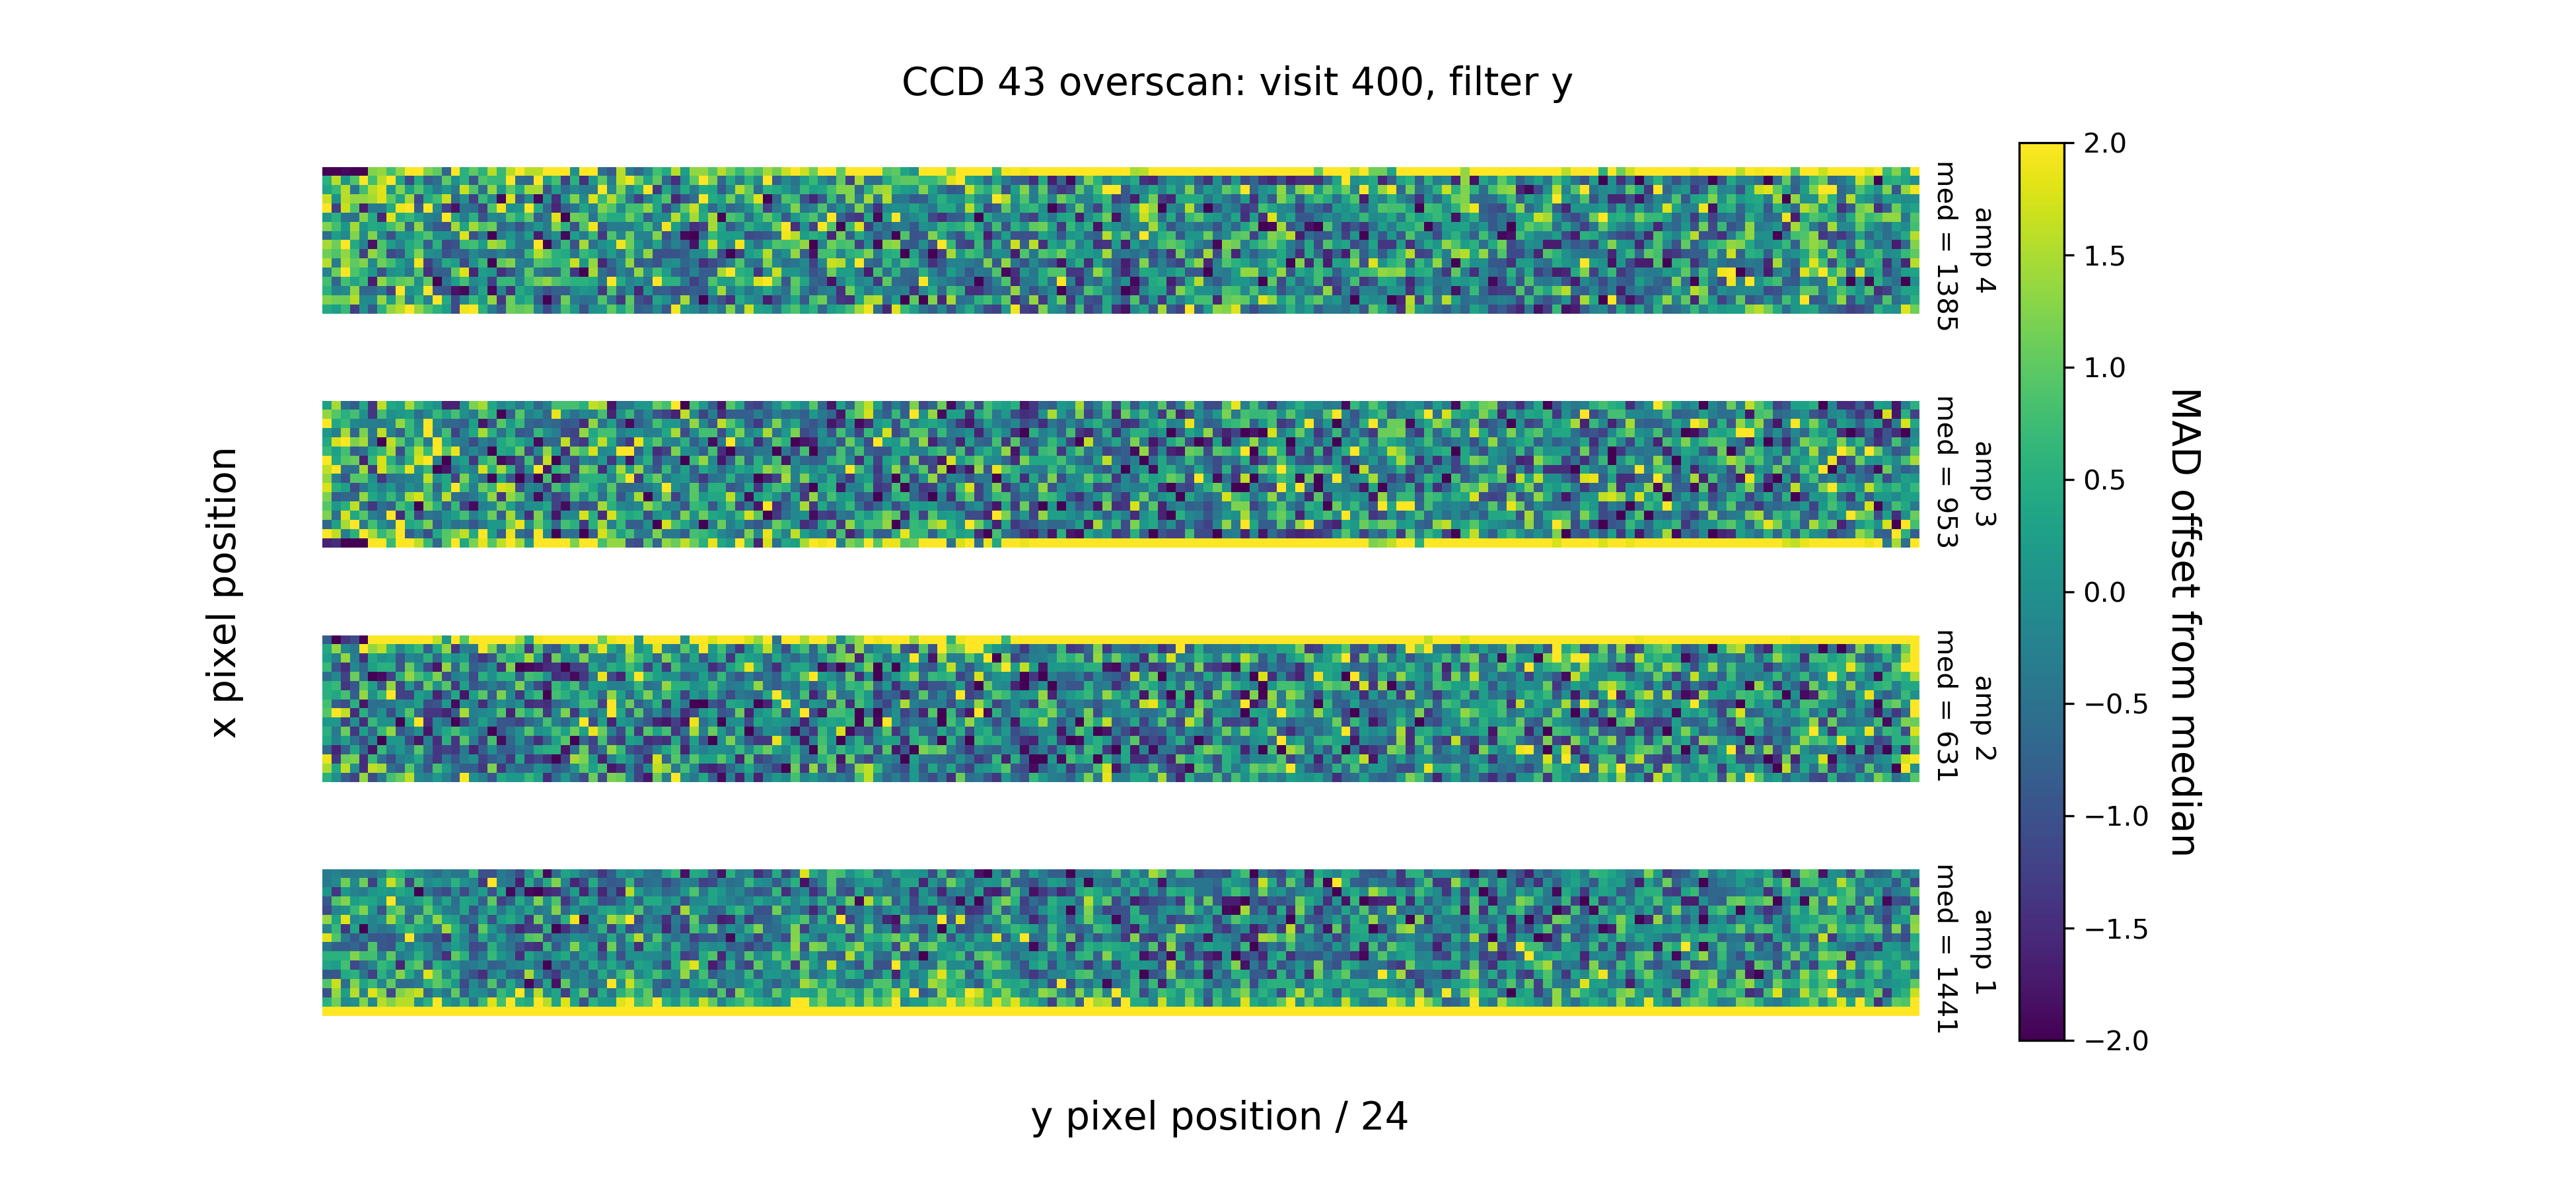 CCD 43 overscan: visit 400, filter y
x pixel position
amp 4
med = 1385
amp 3
med = 953
amp 2
med = 631
amp 1
med = 1441
2.0
1.5
1.0
0.5
0.0
−0.5
−1.0
−1.5
−2.0
MAD offset from median
y pixel position / 24